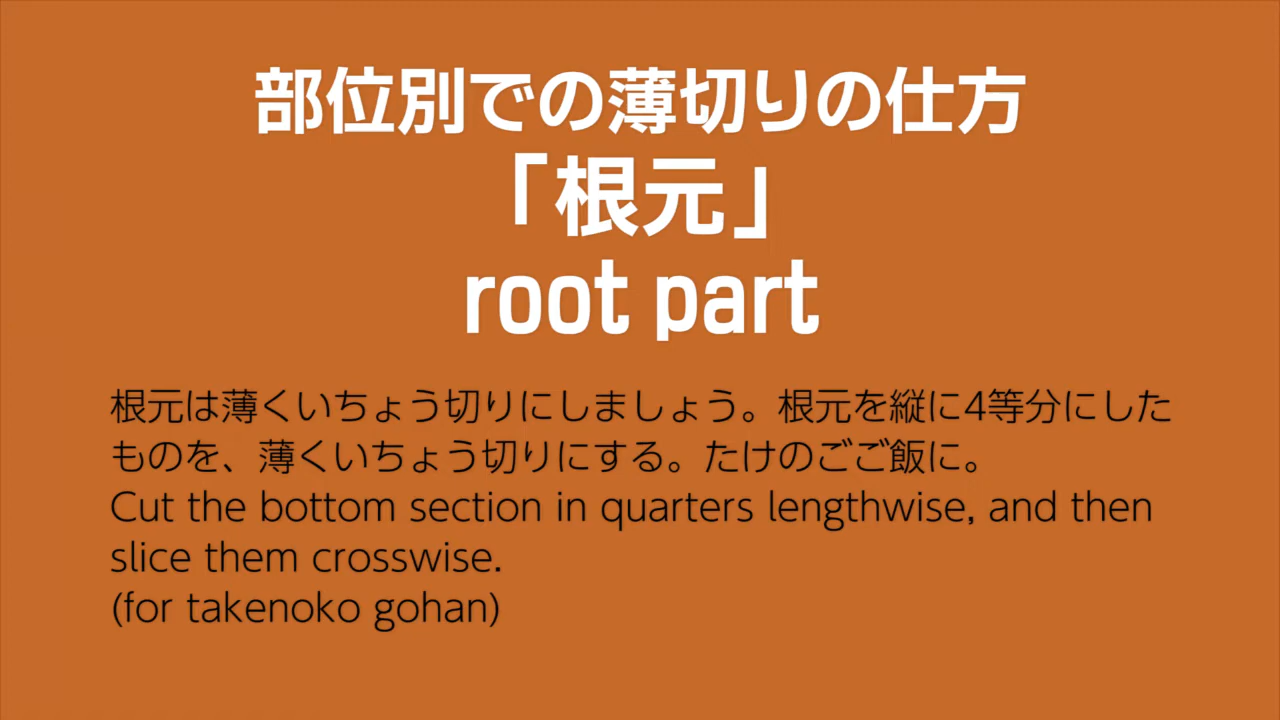 部位別での薄切りの仕方
「根元」
root part
根元は薄くいちょう切りにしましょう。根元を縦に4等分にした
ものを、薄くいちょう切りにする。たけのごご飯に。
Cut the bottom section in quarters lengthwise, and then
slice them crosswise.
(for takenoko gohan)